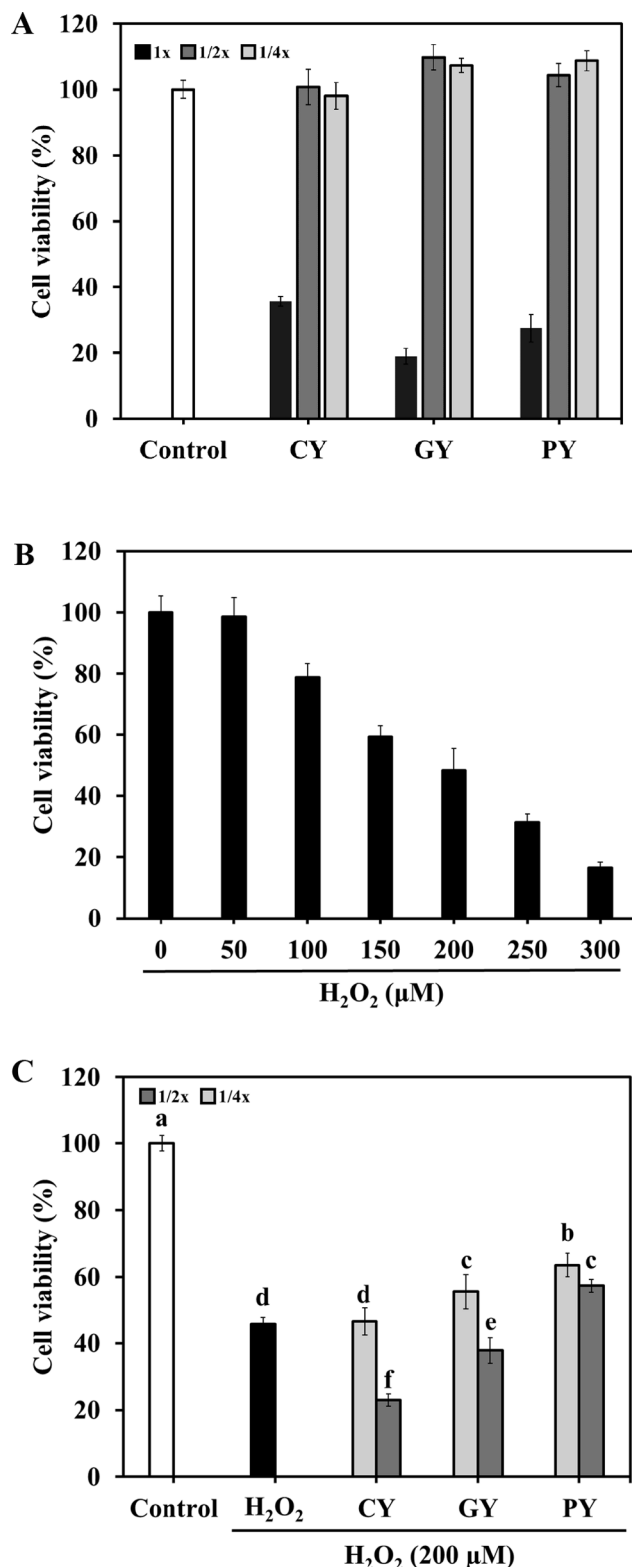 A
120
1x 1/2x 1/4x
100
80
60
40
20
0
Cell viability (%)
Control CY GY PY
B
120
100
80
60
40
20
0
Cell viability (%)
0 50 100 150 200 250 300
H₂O₂ (μM)
C
120
1/2x 1/4x
a
100
80
60
40
20
0
Cell viability (%)
d d f c e b c
Control H₂O₂ CY GY PY
H₂O₂ (200 μM)